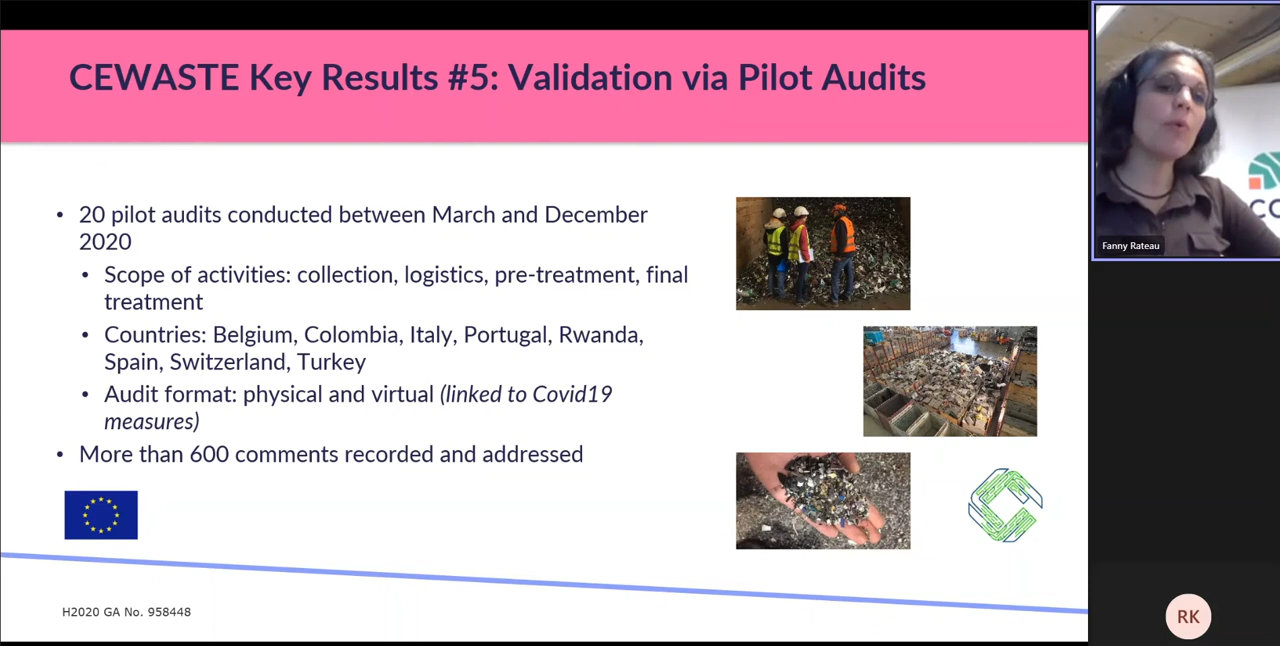 CEWASTE Key Results #5: Validation via Pilot Audits
• 20 pilot audits conducted between March and December
2020
• Scope of activities: collection, logistics, pre-treatment, final
treatment
• Countries: Belgium, Colombia, Italy, Portugal, Rwanda,
Spain, Switzerland, Turkey
• Audit format: physical and virtual (linked to Covid19
measures)
• More than 600 comments recorded and addressed
H2020 GA No. 958448
Fanny Rateau
RK